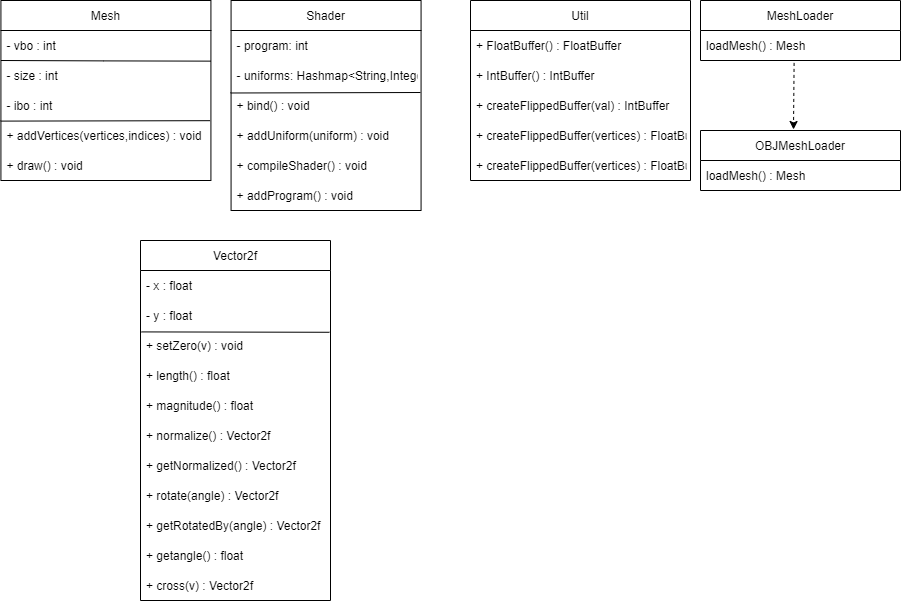 Mesh
- vbo : int
- size : int
- ibo : int
+ addVertices(vertices,indices) : void
+ draw() : void
Shader
- program: int
- uniforms: Hashmap<String,Integ
+ bind() : void
+ addUniform(uniform) : void
+ compileShader() : void
+ addProgram() : void
Util
+ FloatBuffer() : FloatBuffer
+ IntBuffer() : IntBuffer
+ createFlippedBuffer(val) : IntBuffer
+ createFlippedBuffer(vertices) : FloatB
+ createFlippedBuffer(vertices) : FloatB
MeshLoader
loadMesh() : Mesh
OBJMeshLoader
loadMesh() : Mesh
Vector2f
- x : float
- y : float
+ setZero(v) : void
+ length() : float
+ magnitude() : float
+ normalize() : Vector2f
+ getNormalized() : Vector2f
+ rotate(angle) : Vector2f
+ getRotatedBy(angle) : Vector2f
+ getangle() : float
+ cross(v) : Vector2f